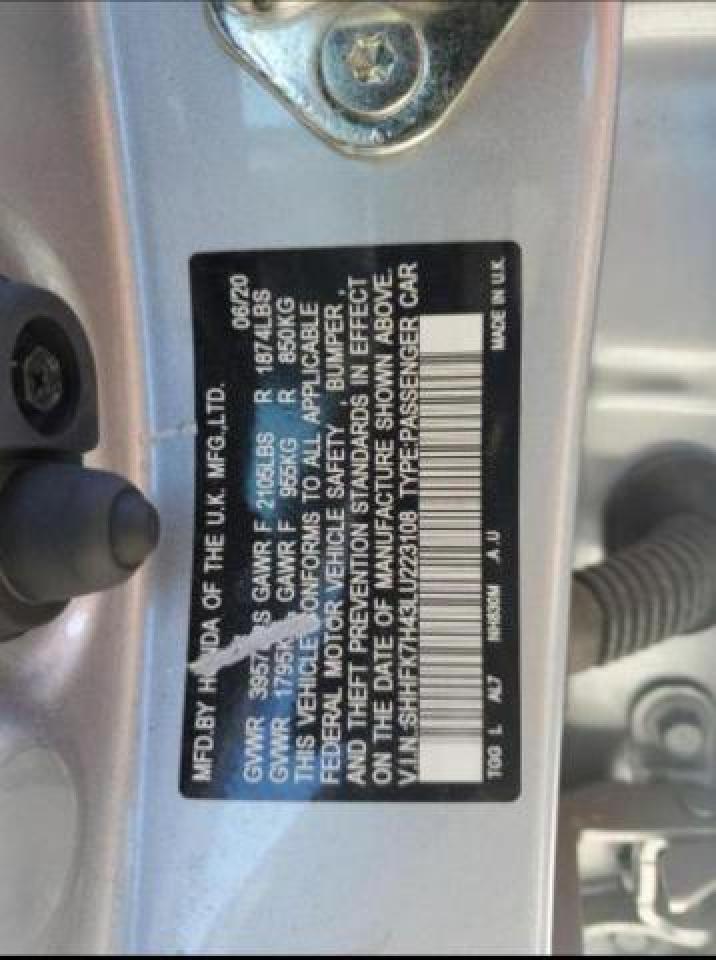 MFD.BY HONDA OF THE U.K. MFG.,LTD. 06/20
GVWR 3957LBS GAWR F 2105LBS R 1874LBS
GVWR 1795KG GAWR F 955KG R 850KG
THIS VEHICLE CONFORMS TO ALL APPLICABLE
FEDERAL MOTOR VEHICLE SAFETY , BUMPER ,
AND THEFT PREVENTION STANDARDS IN EFFECT
ON THE DATE OF MANUFACTURE SHOWN ABOVE.
V.I.N.:SHHFK7H43LU223108 TYPE:PASSENGER CAR
TGG L AL7 NH830M A U MADE IN U.K.